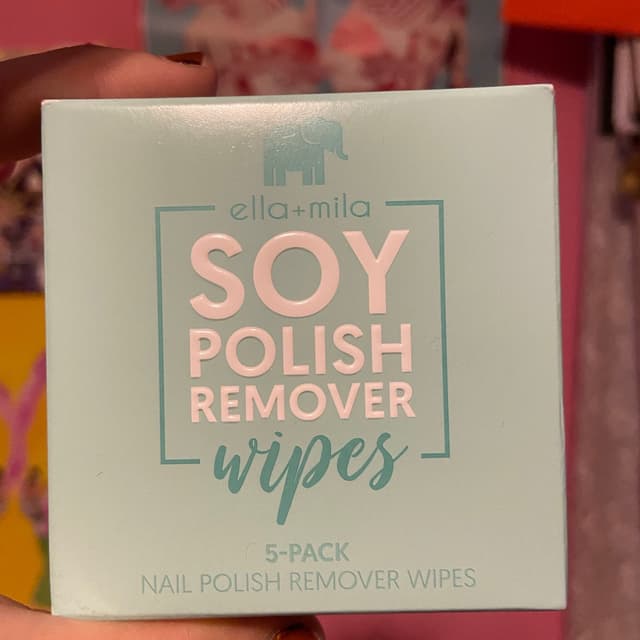 ella+mila
SOY
POLISH
REMOVER
wipes
5-PACK
NAIL POLISH REMOVER WIPES